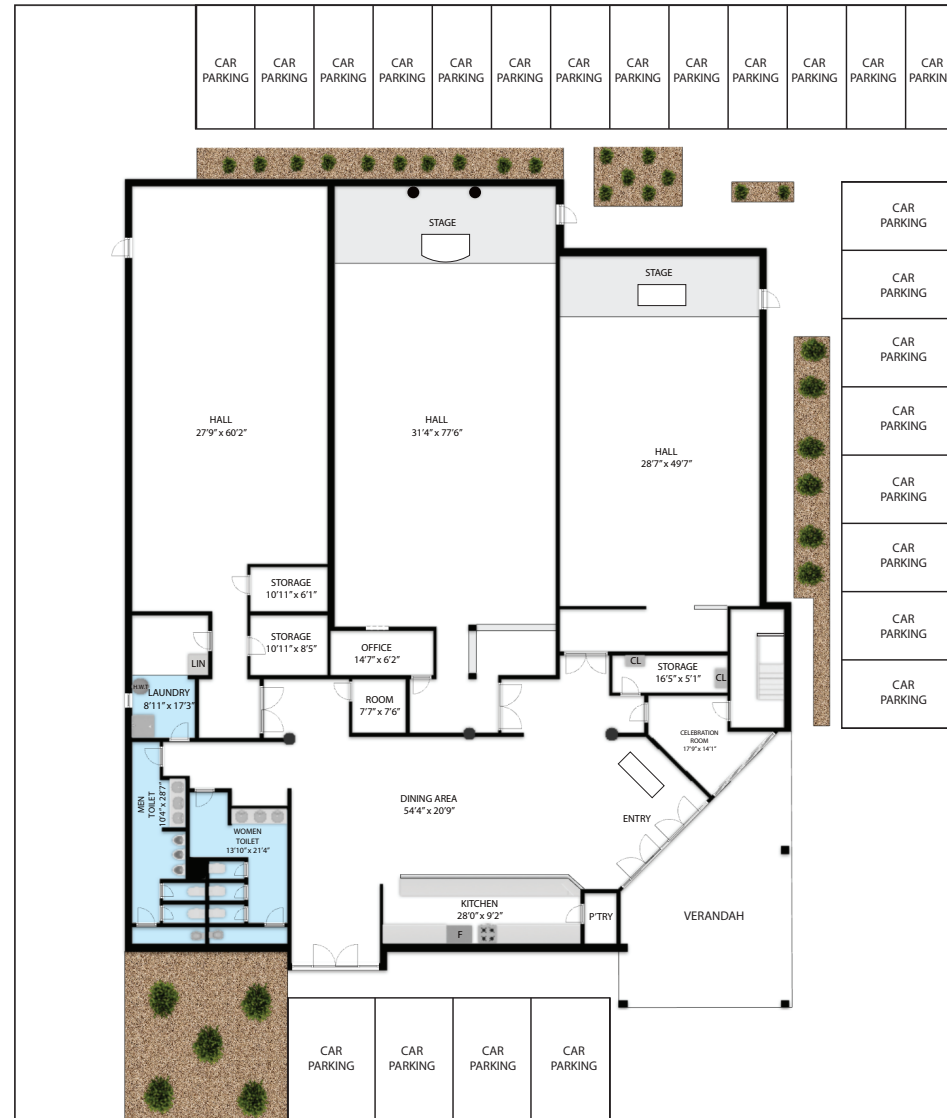 CAR
PARKING
CAR
PARKING
CAR
PARKING
CAR
PARKING
CAR
PARKING
CAR
PARKING
CAR
PARKING
CAR
PARKING
CAR
PARKING
CAR
PARKING
CAR
PARKING
CAR
PARKING
CAR
PARKIN
CAR
PARKING
CAR
PARKING
CAR
PARKING
CAR
PARKING
CAR
PARKING
CAR
PARKING
CAR
PARKING
CAR
PARKING
STAGE
STAGE
HALL
27'9" x 60'2"
HALL
31'4" x 77'6"
HALL
28'7" x 49'7"
STORAGE
10'11" x 6'1"
STORAGE
10'11" x 8'5"
OFFICE
14'7" x 6'2"
LIN
CL
STORAGE
16'5" x 5'1"
CL
H.W.T
LAUNDRY
8'11" x 17'3"
ROOM
7'7" x 7'6"
CELEBRATION
ROOM
17'9" x 14'1"
MEN
TOILET
10'4" x 28'7"
WOMEN
TOILET
13'10" x 21'4"
DINING AREA
54'4" x 20'9"
ENTRY
KITCHEN
28'0" x 9'2"
F
P'TRY
VERANDAH
CAR
PARKING
CAR
PARKING
CAR
PARKING
CAR
PARKING